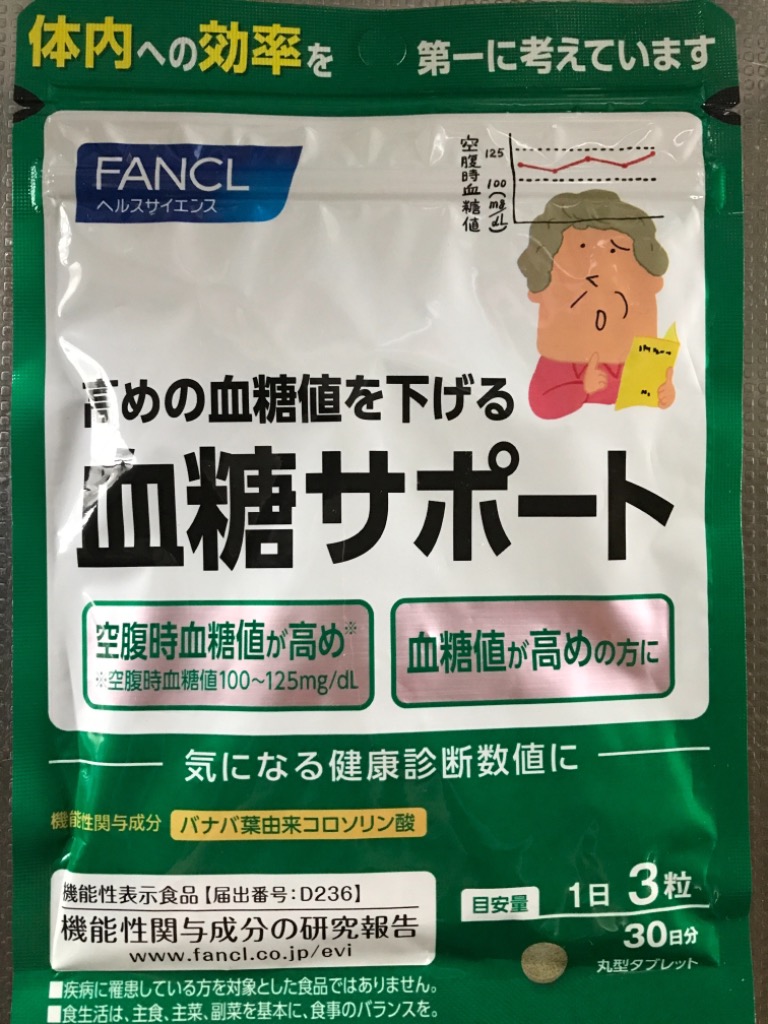 体内への効率を 第一に考えています
FANCL
ヘルスサイエンス
空腹時血糖値(mg/dL)
125
100
高めの血糖値を下げる
血糖サポート
空腹時血糖値が高め※
※空腹時血糖値100~125mg/dL
血糖値が高めの方に
気になる健康診断数値に
機能性関与成分 バナバ葉由来コロソリン酸
機能性表示食品【届出番号:D236】
機能性関与成分の研究報告
www.fancl.co.jp/evi
目安量 1日 3粒
30日分
丸型タブレット
■疾病に罹患している方を対象とした食品ではありません。
■食生活は、主食、主菜、副菜を基本に、食事のバランスを。